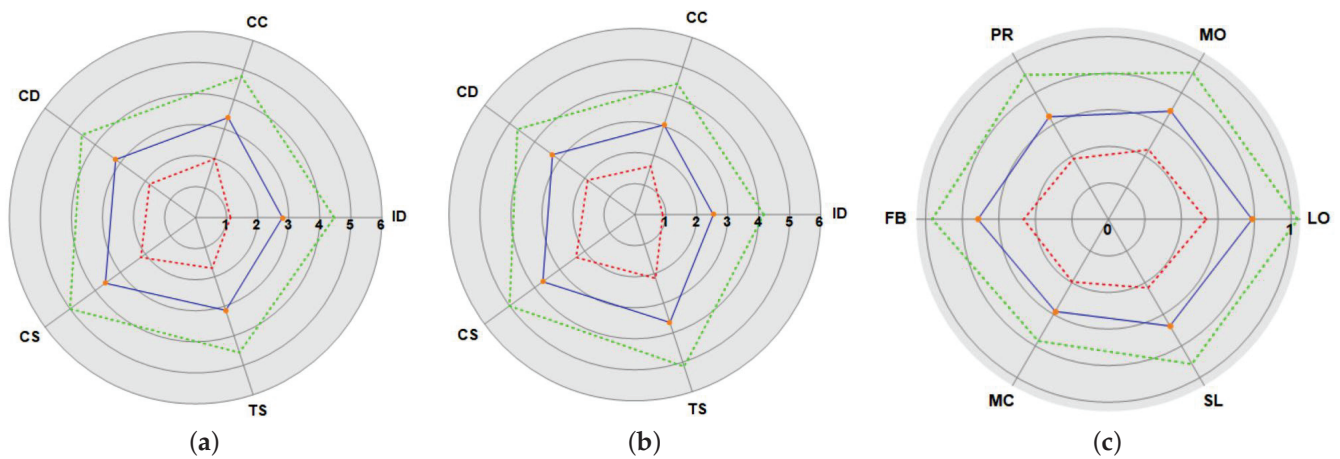 CC
CD
1 2 3 4 5 6 ID
CS
TS
(a)
CC
CD
1 2 3 4 5 6 ID
CS
TS
(b)
PR MO
FB 0 1 LO
MC SL
(c)